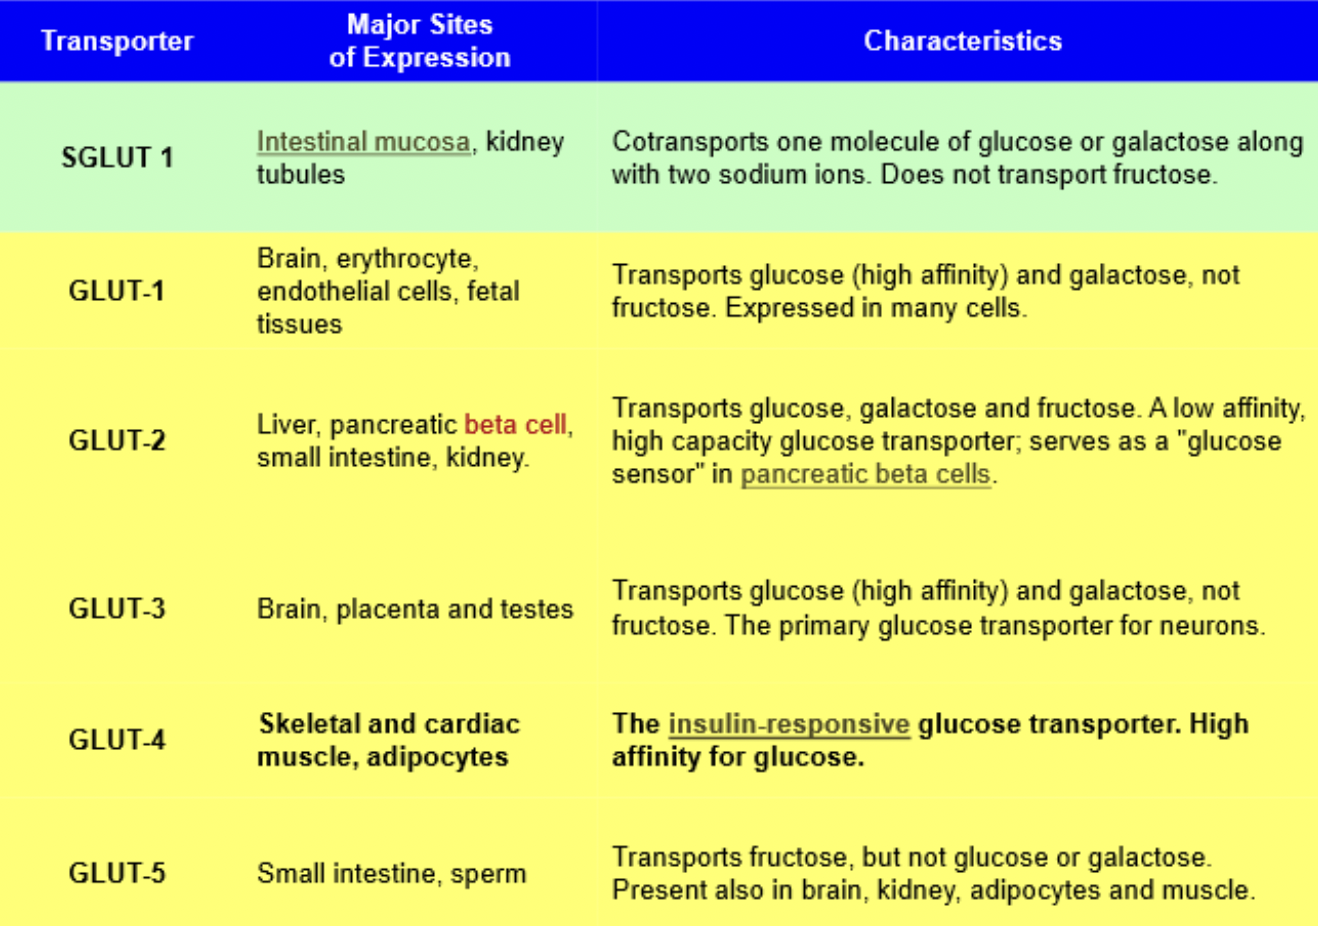 Transporter
Major Sites
of Expression
Characteristics
SGLUT 1
Intestinal mucosa, kidney
tubules
Cotransports one molecule of glucose or galactose along
with two sodium ions. Does not transport fructose.
GLUT-1
Brain, erythrocyte,
endothelial cells, fetal
tissues
Transports glucose (high affinity) and galactose, not
fructose. Expressed in many cells.
GLUT-2
Liver, pancreatic beta cell,
small intestine, kidney.
Transports glucose, galactose and fructose. A low affinity,
high capacity glucose transporter; serves as a "glucose
sensor" in pancreatic beta cells.
GLUT-3
Brain, placenta and testes
Transports glucose (high affinity) and galactose, not
fructose. The primary glucose transporter for neurons.
GLUT-4
Skeletal and cardiac
muscle, adipocytes
The insulin-responsive glucose transporter. High
affinity for glucose.
GLUT-5
Small intestine, sperm
Transports fructose, but not glucose or galactose.
Present also in brain, kidney, adipocytes and muscle.